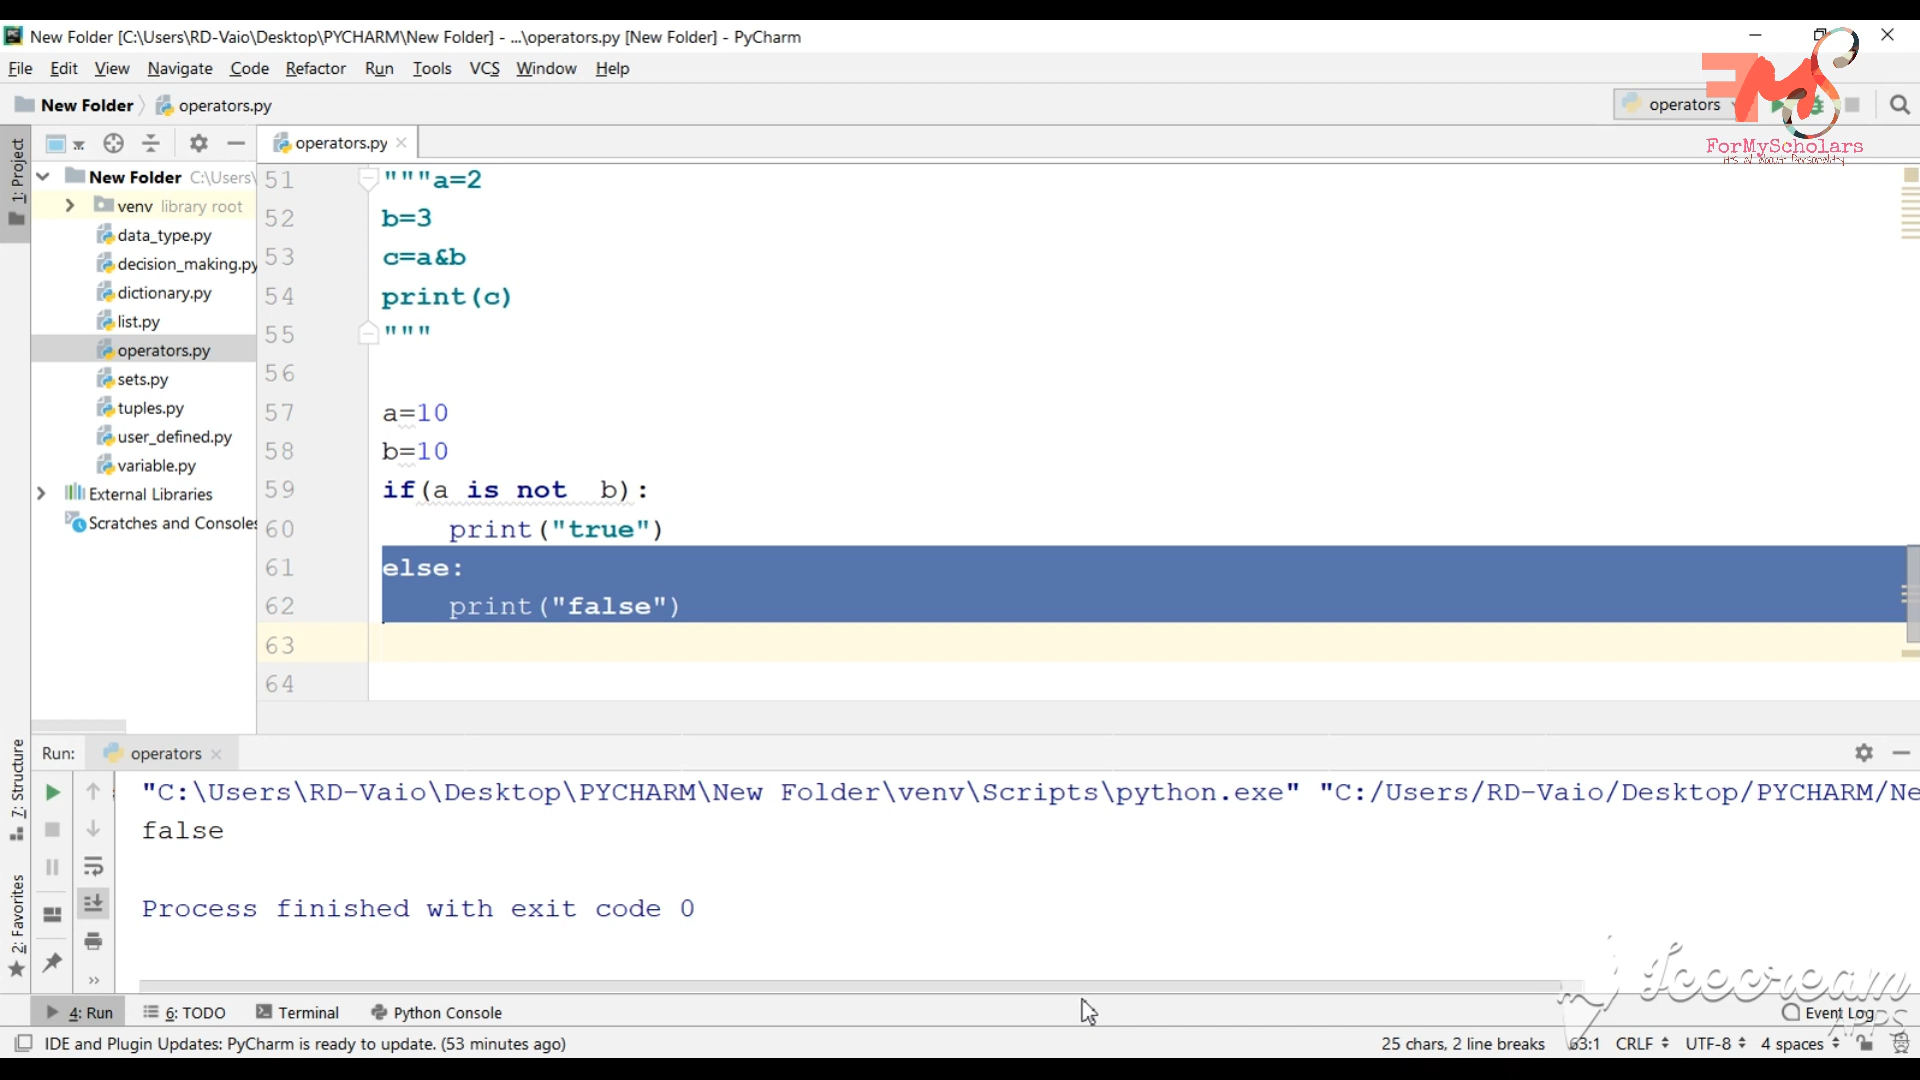 New Folder [C:\Users\RD-Vaio\Desktop\PYCHARM\New Folder] - ...\operators.py [New Folder] - PyCharm
File Edit View Navigate Code Refactor Run Tools VCS Window Help
New Folder operators.py operators
FMS
ForMyScholars
its Al About Personality
1: Project
operators.py
New Folder C:\Users\
venv library root
data_type.py
decision_making.py
dictionary.py
list.py
operators.py
sets.py
tuples.py
user_defined.py
variable.py
External Libraries
Scratches and Consoles
51 """a=2
52 b=3
53 c=a&b
54 print(c)
55 """
56
57 a=10
58 b=10
59 if(a is not  b):
60     print("true")
61 else:
62     print("false")
63
64
7: Structure
2: Favorites
Run: operators
"C:\Users\RD-Vaio\Desktop\PYCHARM\New Folder\venv\Scripts\python.exe" "C:/Users/RD-Vaio/Desktop/PYCHARM/Ne
false
Process finished with exit code 0
Icecream
APPS
4: Run 6: TODO Terminal Python Console Event Log
IDE and Plugin Updates: PyCharm is ready to update. (53 minutes ago) 25 chars, 2 line breaks 63:1 CRLF UTF-8 4 spaces